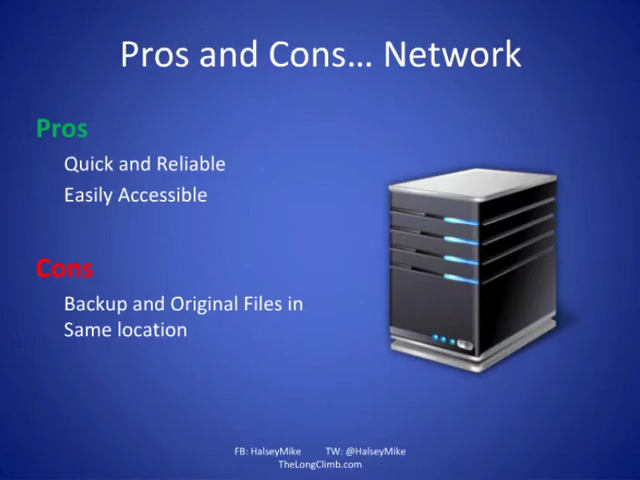 Pros and Cons... Network
Pros
Quick and Reliable
Easily Accessible
Cons
Backup and Original Files in
Same location
FB: HalseyMike TW: @HalseyMike
TheLongClimb.com